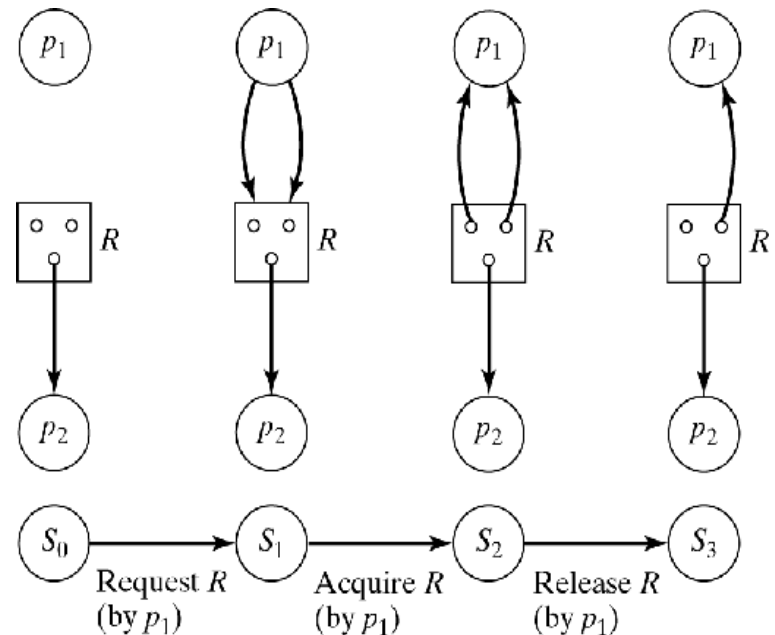 p₁ p₁ p₁ p₁
R R R R
p₂ p₂ p₂ p₂
S₀ S₁ S₂ S₃
Request R Acquire R Release R
(by p₁) (by p₁) (by p₁)